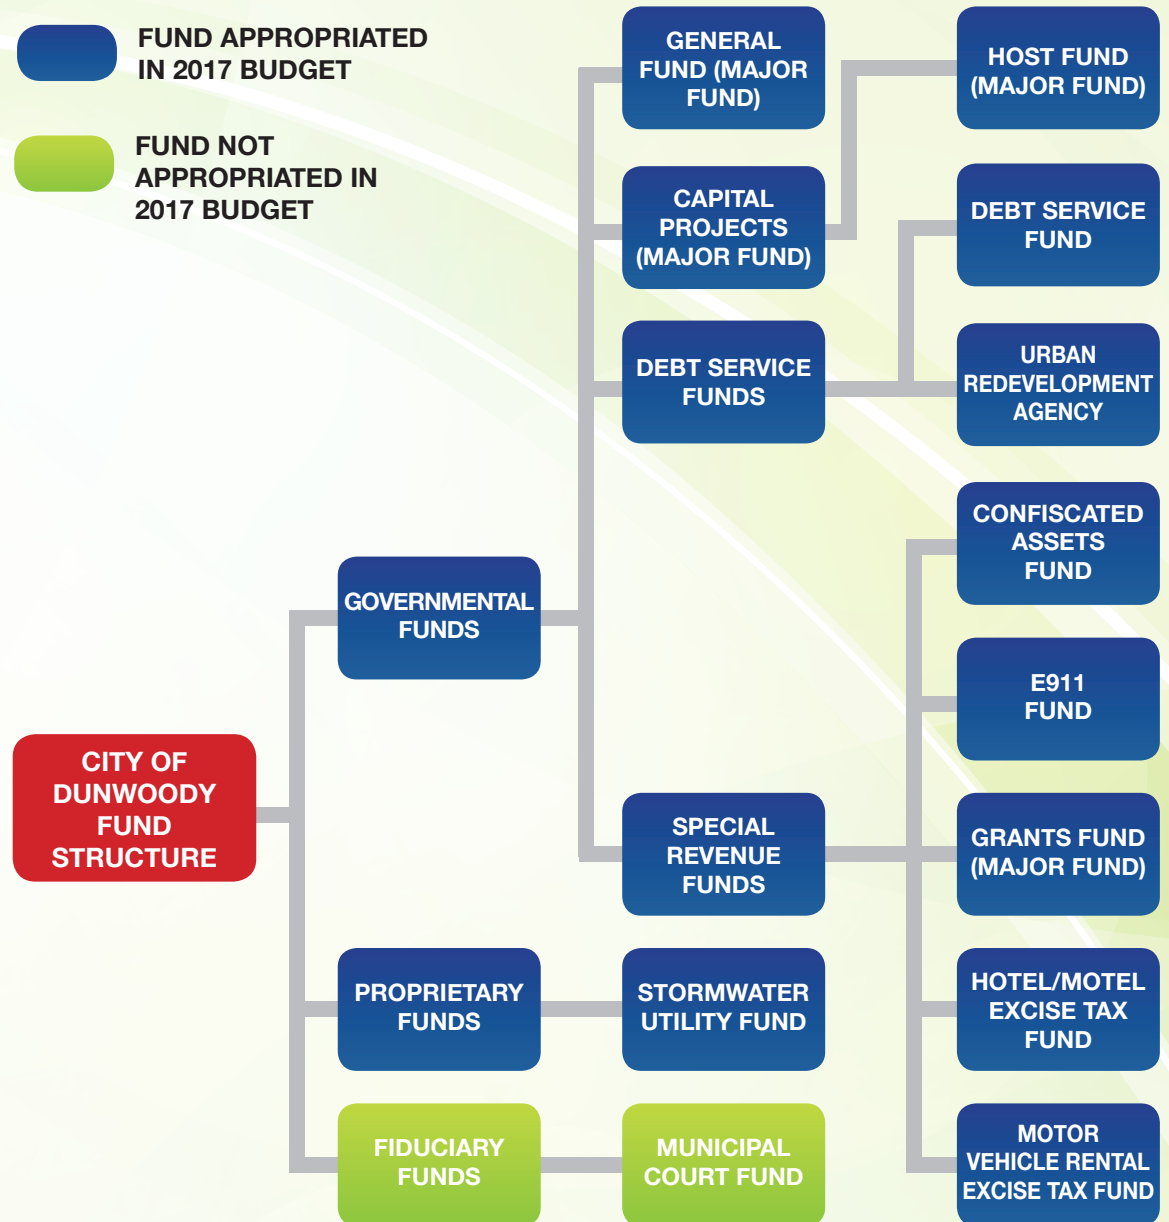 FUND APPROPRIATED
IN 2017 BUDGET
FUND NOT
APPROPRIATED IN
2017 BUDGET
CITY OF
DUNWOODY
FUND
STRUCTURE
GOVERNMENTAL
FUNDS
PROPRIETARY
FUNDS
FIDUCIARY
FUNDS
GENERAL
FUND (MAJOR
FUND)
CAPITAL
PROJECTS
(MAJOR FUND)
DEBT SERVICE
FUNDS
SPECIAL
REVENUE
FUNDS
STORMWATER
UTILITY FUND
MUNICIPAL
COURT FUND
HOST FUND
(MAJOR FUND)
DEBT SERVICE
FUND
URBAN
REDEVELOPMENT
AGENCY
CONFISCATED
ASSETS
FUND
E911
FUND
GRANTS FUND
(MAJOR FUND)
HOTEL/MOTEL
EXCISE TAX
FUND
MOTOR
VEHICLE RENTAL
EXCISE TAX FUND